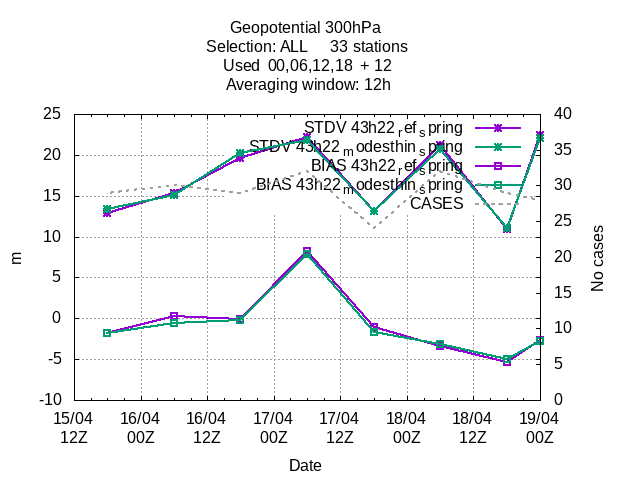 Geopotential 300hPa
Selection: ALL 33 stations
Used 00,06,12,18 + 12
Averaging window: 12h
STDV 43h22_ref_spring
STDV 43h22_modesthin_spring
BIAS 43h22_ref_spring
BIAS 43h22_modesthin_spring
CASES
25
20
15
10
5
0
-5
-10
m
40
35
30
25
20
15
10
5
0
No cases
15/04 16/04 16/04 17/04 17/04 18/04 18/04 19/04
12Z 00Z 12Z 00Z 12Z 00Z 12Z 00Z
Date